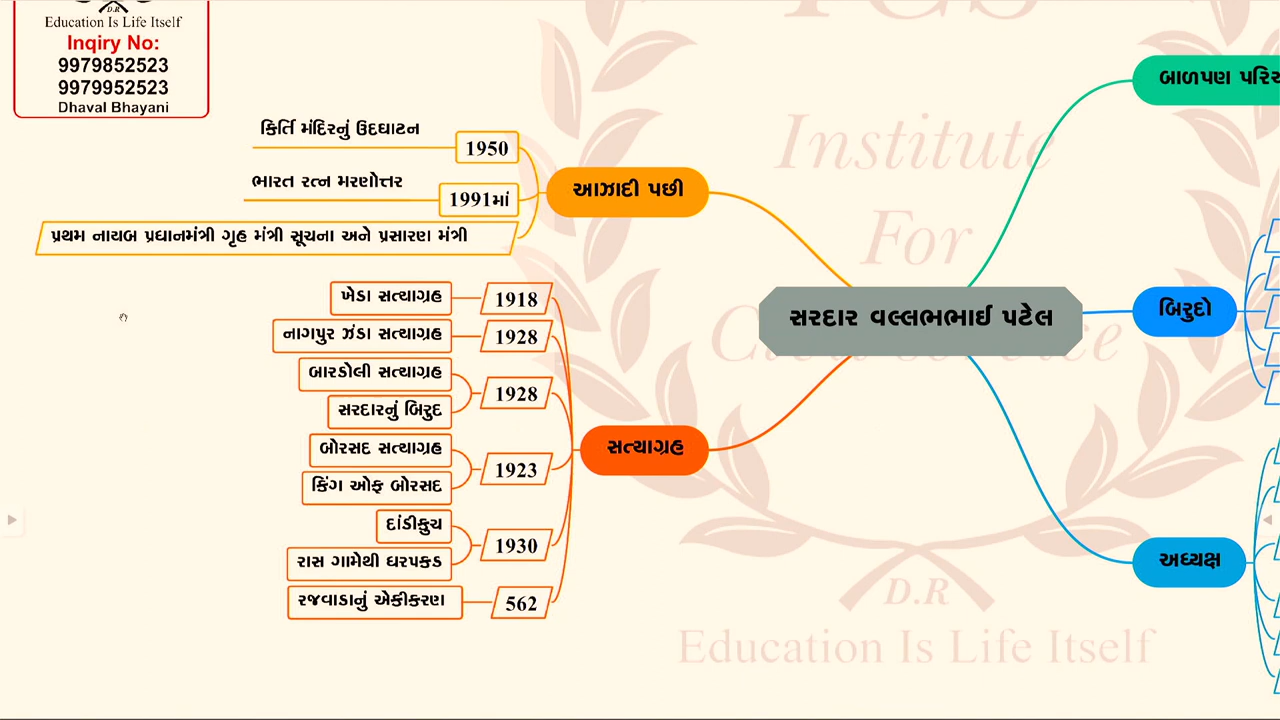 D.R
Education Is Life Itself
Inqiry No:
9979852523
9979952523
Dhaval Bhayani
Institute
For
D.R
Education Is Life Itself
બાળપણ
સરદાર વલ્લભભાઈ પટેલ
બિરુદો
અધ્યક્ષ
આઝાદી પછી
1950
કિર્તિ મંદિરનું ઉદઘાટન
1991માં
ભારત રત્ન મરણોત્તર
પ્રથમ નાયબ પ્રધાનમંત્રી ગૃહ મંત્રી સૂચના અને પ્રસારણ મંત્રી
સત્યાગ્રહ
1918
ખેડા સત્યાગ્રહ
1928
નાગપુર ઝંડા સત્યાગ્રહ
1928
બારડોલી સત્યાગ્રહ
સરદારનું બિરુદ
1923
બોરસદ સત્યાગ્રહ
કિંગ ઓફ બોરસદ
1930
દાંડીકુચ
રાસ ગામેથી ધરપકડ
562
રજવાડાનું એકીકરણ